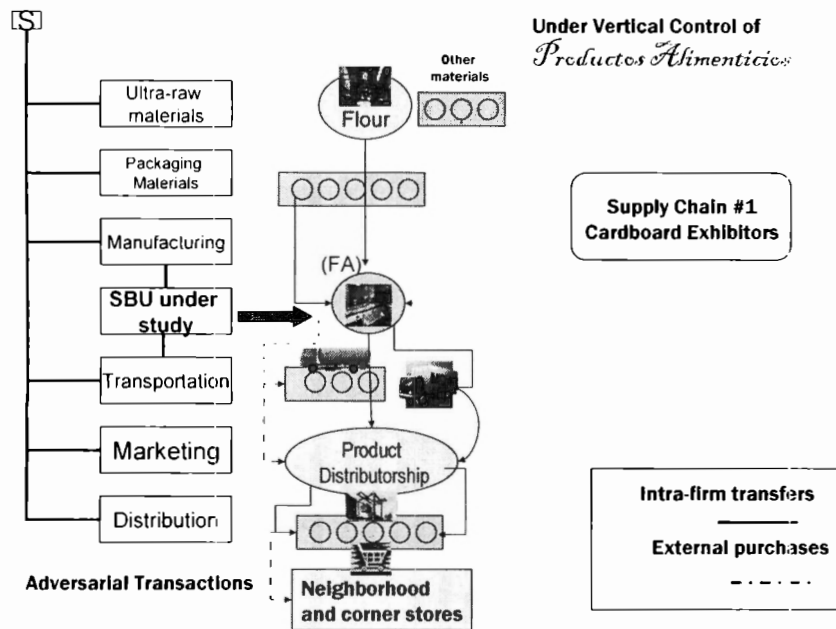 S
Under Vertical Control of
Productos Alimenticios
Other
materials
Ultra-raw
materials
Flour
Packaging
Materials
Supply Chain #1
Cardboard Exhibitors
Manufacturing
(FA)
SBU under
study
Transportation
Marketing
Product
Distributorship
Distribution
Intra-firm transfers
External purchases
Adversarial Transactions
Neighborhood
and corner stores